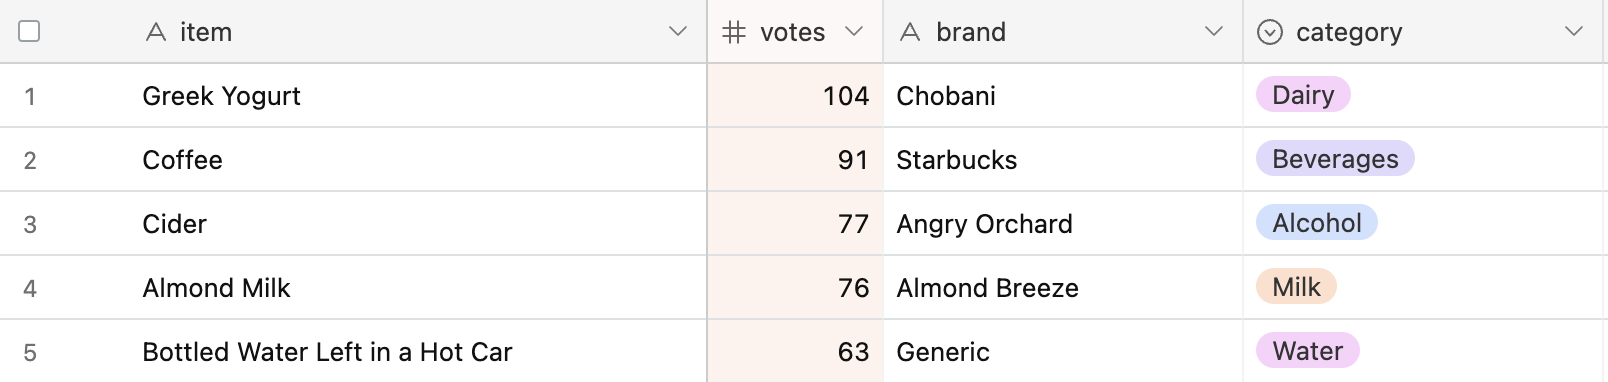 item votes brand category
1 Greek Yogurt 104 Chobani Dairy
2 Coffee 91 Starbucks Beverages
3 Cider 77 Angry Orchard Alcohol
4 Almond Milk 76 Almond Breeze Milk
5 Bottled Water Left in a Hot Car 63 Generic Water